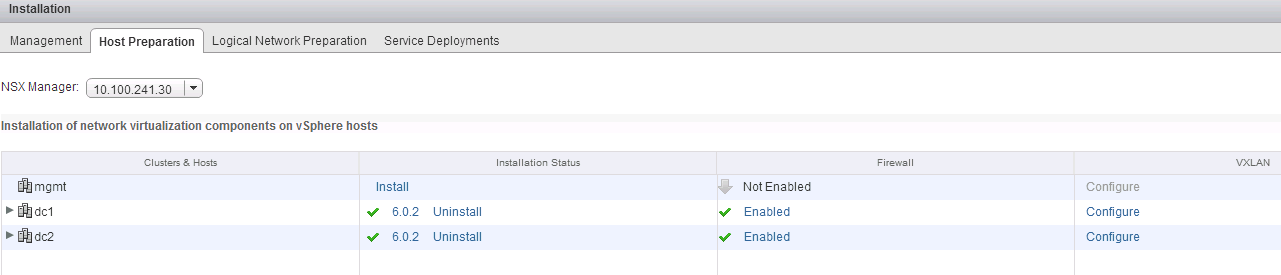 Installation
Management Host Preparation Logical Network Preparation Service Deployments
NSX Manager: 10.100.241.30
Installation of network virtualization components on vSphere hosts
Clusters & Hosts Installation Status Firewall VXLAN
mgmt Install Not Enabled Configure
dc1 6.0.2 Uninstall Enabled Configure
dc2 6.0.2 Uninstall Enabled Configure